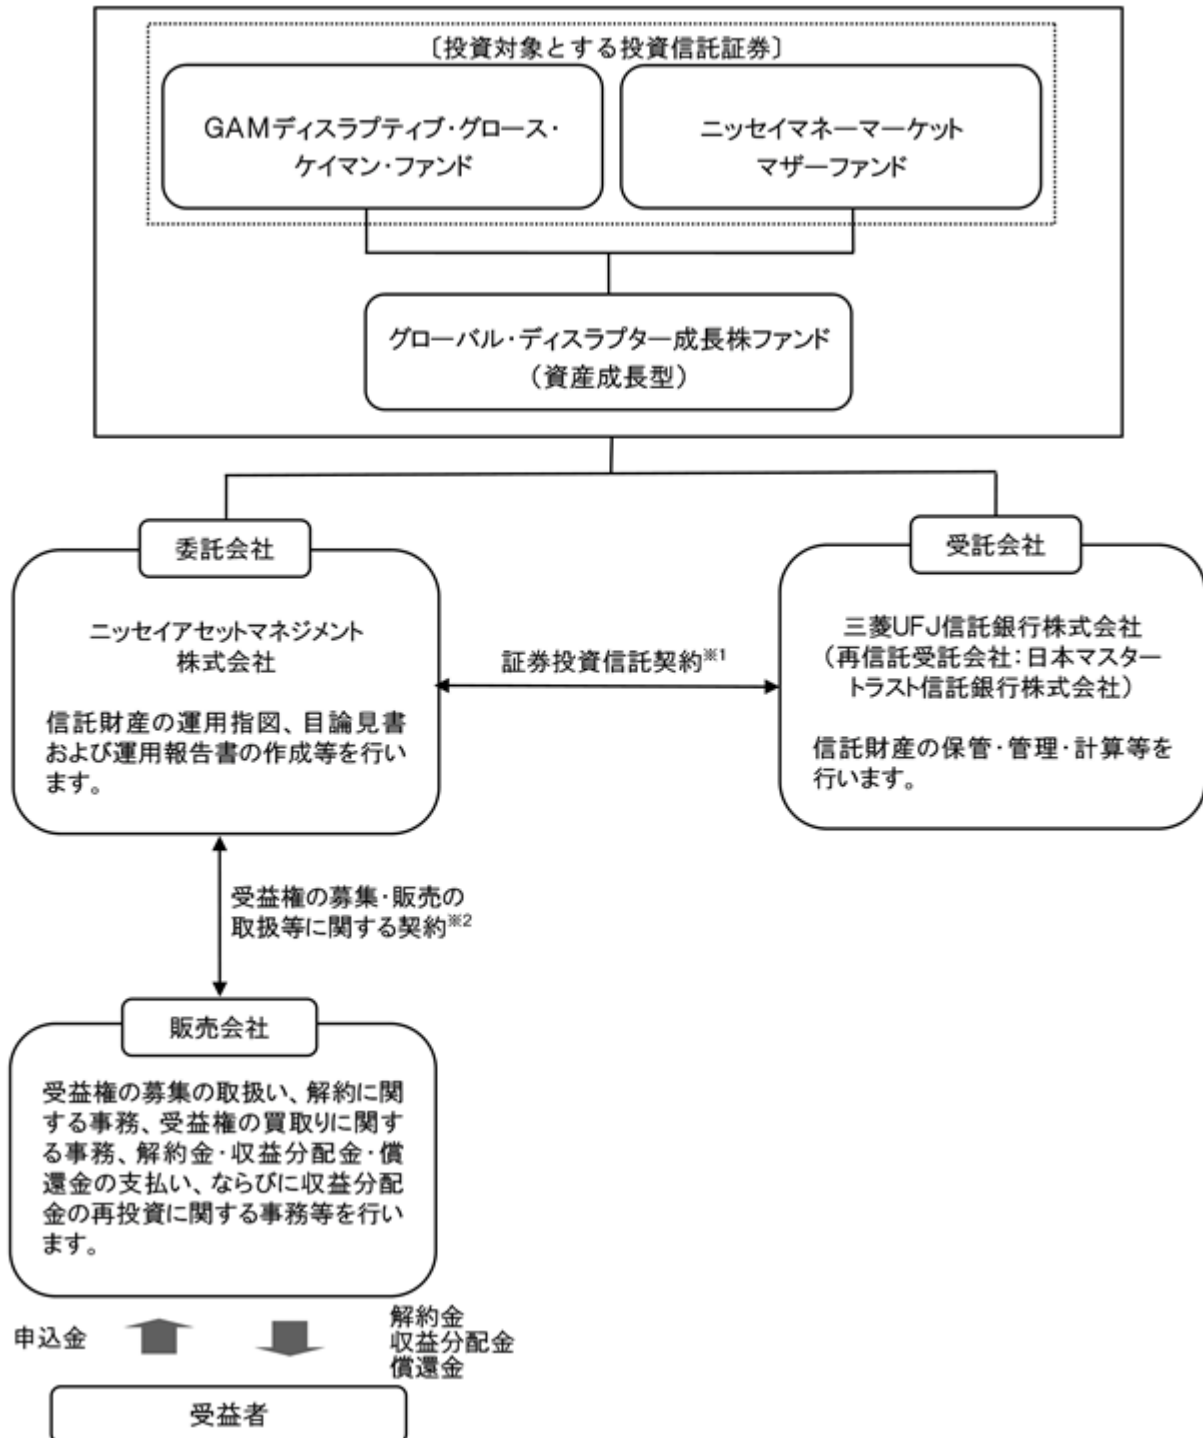 〔投資対象とする投資信託証券〕
GAMディスラプティブ・グロース・
ケイマン・ファンド
ニッセイマネーマーケット
マザーファンド
グローバル・ディスラプター成長株ファンド
（資産成長型）
委託会社
ニッセイアセットマネジメント
株式会社
信託財産の運用指図、目論見書
および運用報告書の作成等を行い
ます。
証券投資信託契約※1
受託会社
三菱UFJ信託銀行株式会社
（再信託受託会社：日本マスター
トラスト信託銀行株式会社）
信託財産の保管・管理・計算等を
行います。
受益権の募集・販売の
取扱等に関する契約※2
販売会社
受益権の募集の取扱い、解約に関
する事務、受益権の買取りに関す
る事務、解約金・収益分配金・償
還金の支払い、ならびに収益分配
金の再投資に関する事務等を行い
ます。
申込金
解約金
収益分配金
償還金
受益者